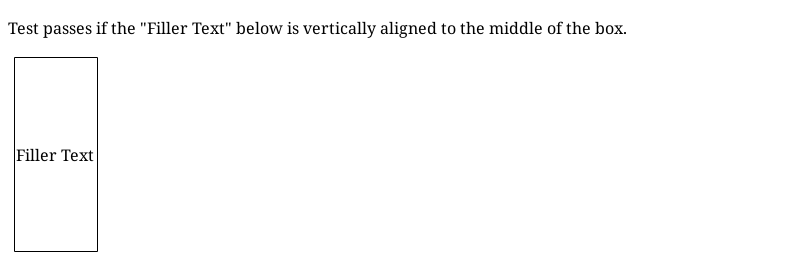 Test passes if the "Filler Text" below is vertically aligned to the middle of the box.
Filler Text